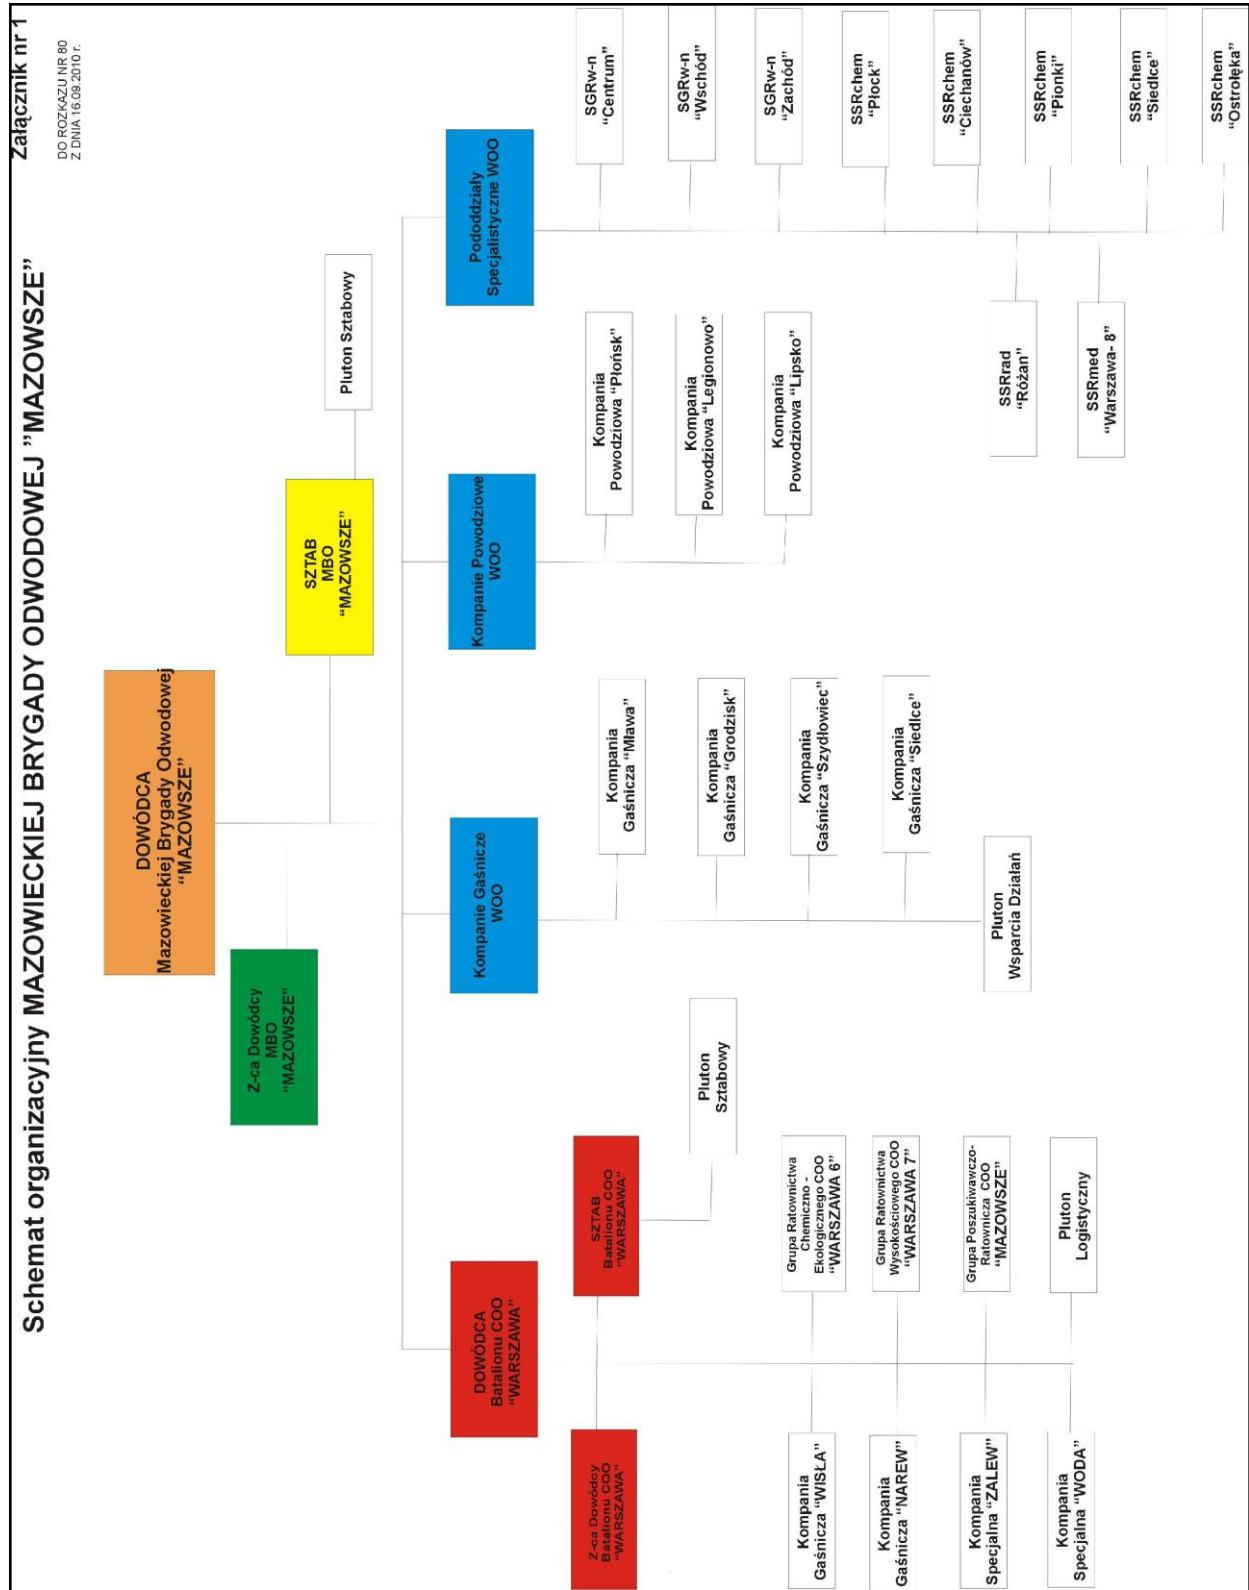 Załącznik nr 1
DO ROZKAZU NR 80
Z DNIA 16.09.2010 r.
Schemat organizacyjny MAZOWIECKIEJ BRYGADY ODWODOWEJ ”MAZOWSZE”
DOWÓDCA
Mazowieckiej Brygady Odwodowej
“MAZOWSZE”
Z-ca Dowódcy
MBO
“MAZOWSZE”
SZTAB
MBO
“MAZOWSZE”
Pluton Sztabowy
DOWÓDCA
Batalionu COO
“WARSZAWA”
Kompanie Gaśnicze
WOO
Kompanie Powodziowe
WOO
Pododdziały
Specjalistyczne WOO
Z-ca Dowódcy
Batalionu COO
“WARSZAWA”
SZTAB
Batalionu COO
“WARSZAWA”
Pluton
Sztabowy
Kompania
Gaśnicza “WISŁA”
Grupa Ratownictwa
Chemiczno -
Ekologicznego COO
“WARSZAWA 6”
Kompania
Gaśnicza “NAREW”
Grupa Ratownictwa
Wysokościowego COO
“WARSZAWA 7”
Kompania
Specjalna “ZALEW”
Grupa Poszukiwawczo-
Ratownicza COO
“MAZOWSZE”
Kompania
Specjalna “WODA”
Pluton
Logistyczny
Kompania
Gaśnicza “Mława”
Kompania
Gaśnicza “Grodzisk”
Kompania
Gaśnicza “Szydłowiec”
Kompania
Gaśnicza “Siedlce”
Pluton
Wsparcia Działań
Kompania
Powodziowa “Płońsk”
Kompania
Powodziowa “Legionowo”
Kompania
Powodziowa “Lipsko”
SGRw-n
“Centrum”
SGRw-n
“Wschód”
SGRw-n
“Zachód”
SSRchem
“Płock”
SSRchem
“Ciechanów”
SSRchem
“Pionki”
SSRchem
“Siedlce”
SSRchem
“Ostrołęka”
SSRrad
“Różan”
SSRmed
“Warszawa- 8”